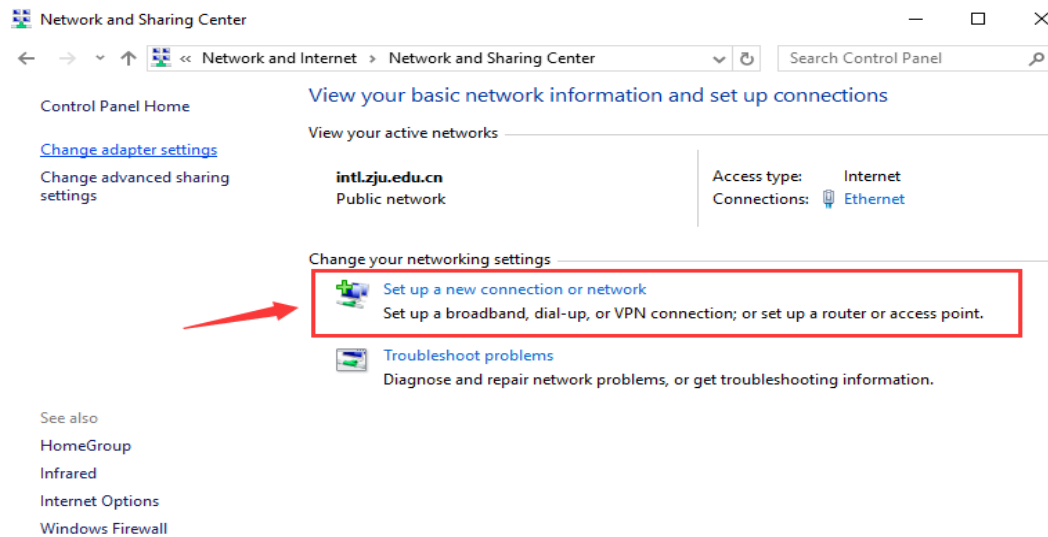 Network and Sharing Center
« Network and Internet › Network and Sharing Center
Search Control Panel
Control Panel Home
Change adapter settings
Change advanced sharing
settings
View your basic network information and set up connections
View your active networks
intl.zju.edu.cn
Public network
Access type: Internet
Connections: Ethernet
Change your networking settings
Set up a new connection or network
Set up a broadband, dial-up, or VPN connection; or set up a router or access point.
Troubleshoot problems
Diagnose and repair network problems, or get troubleshooting information.
See also
HomeGroup
Infrared
Internet Options
Windows Firewall